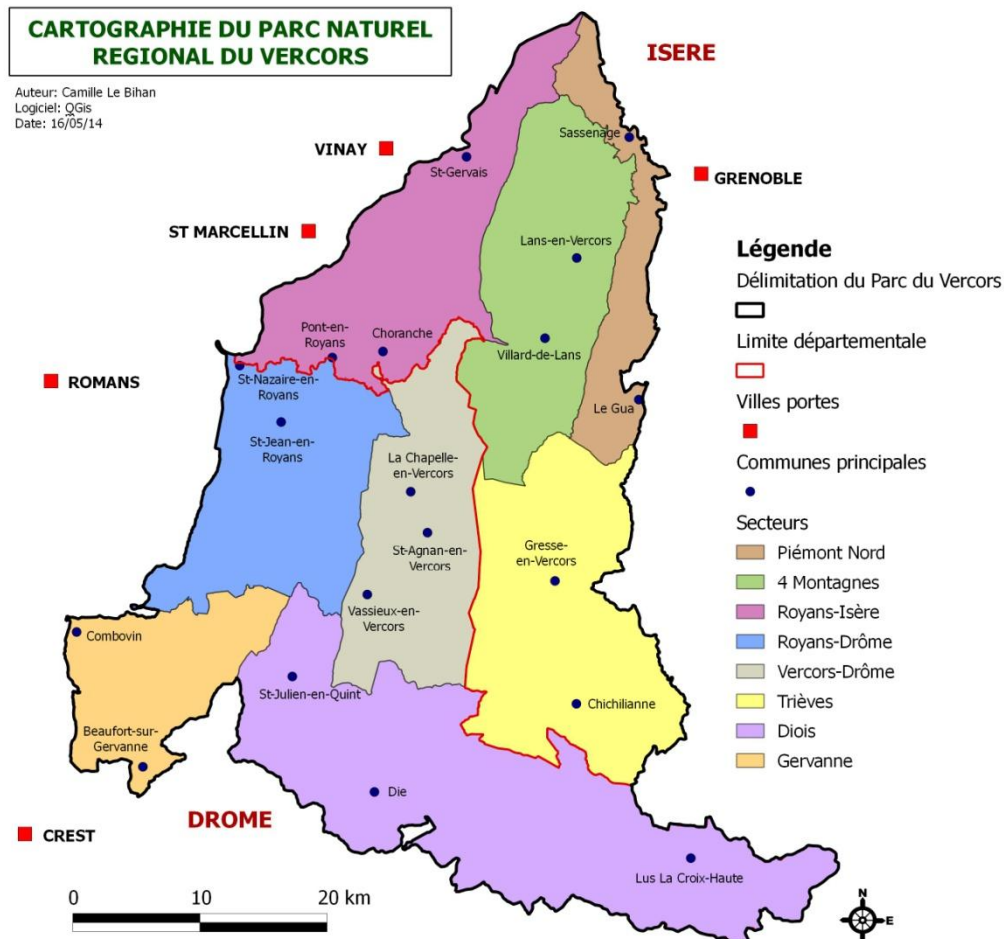 CARTOGRAPHIE DU PARC NATUREL
REGIONAL DU VERCORS
Auteur: Camille Le Bihan
Logiciel: QGis
Date: 16/05/14
ISERE
Sassenage
VINAY
St-Gervais
GRENOBLE
ST MARCELLIN
Lans-en-Vercors
Pont-en-
Royans
Choranche
Villard-de-Lans
ROMANS
St-Nazaire-en-
Royans
Le Gua
St-Jean-en-
Royans
La Chapelle-
en-Vercors
St-Agnan-en-
Vercors
Gresse-
en-Vercors
Vassieux-en-
Vercors
Combovin
St-Julien-en-Quint
Chichilianne
Beaufort-sur-
Gervanne
Die
DROME
CREST
Lus La Croix-Haute
Légende
Délimitation du Parc du Vercors
Limite départementale
Villes portes
Communes principales
Secteurs
Piémont Nord
4 Montagnes
Royans-Isère
Royans-Drôme
Vercors-Drôme
Trièves
Diois
Gervanne
0 10 20 km
N
E